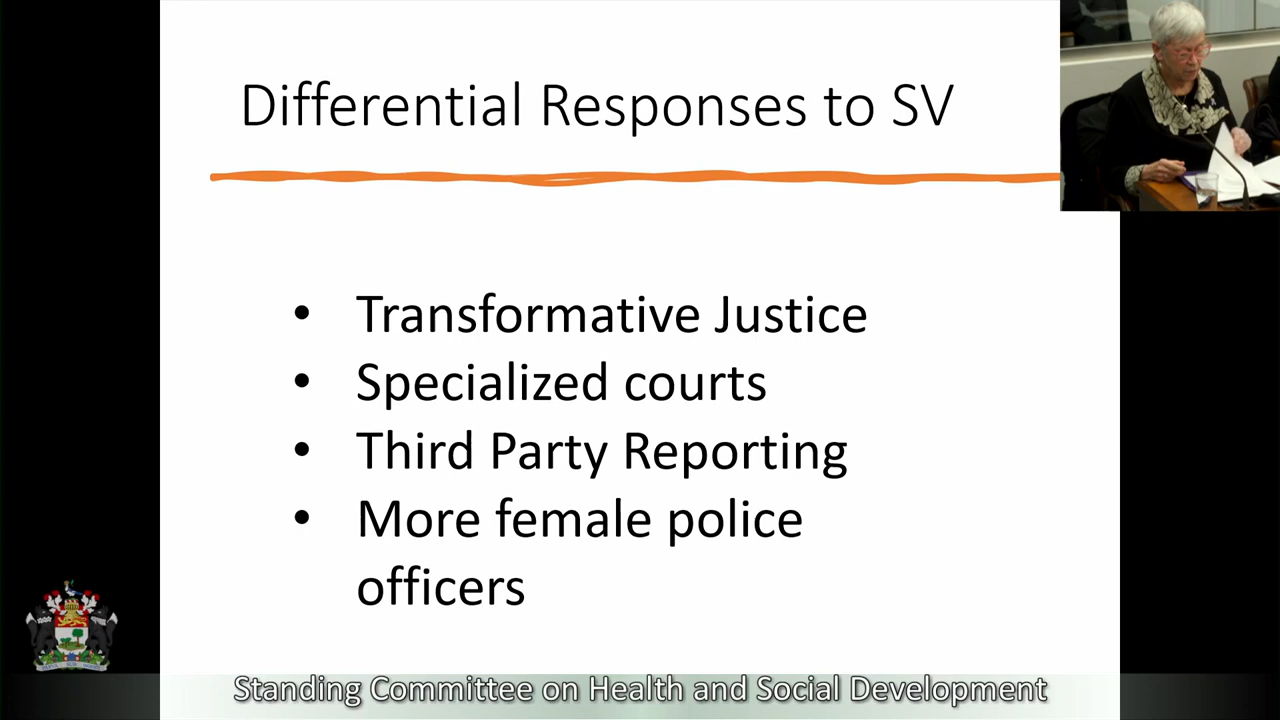 Differential Responses to SV
• Transformative Justice
• Specialized courts
• Third Party Reporting
• More female police
officers
Standing Committee on Health and Social Development